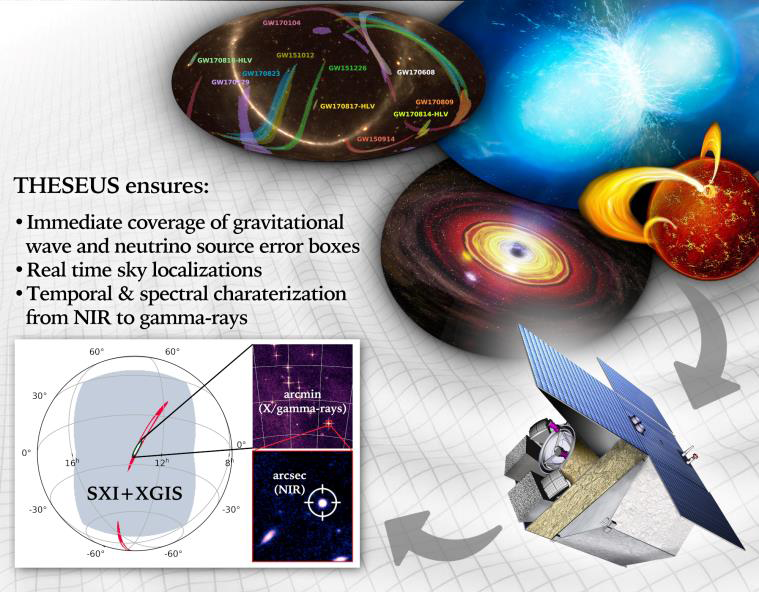 GW170104
GW170818-HLV
GW151012
GW170823
GW151226
GW170608
GW170729
GW170817-HLV
GW170809
GW170814-HLV
GW150914
THESEUS ensures:
• Immediate coverage of gravitational
wave and neutrino source error boxes
• Real time sky localizations
• Temporal & spectral charaterization
from NIR to gamma-rays
60° 60°
30°
0° 16h 12h 8h 0°
-30° -30°
-60° -60°
SXI+XGIS
arcmin
(X/gamma-rays)
arcsec
(NIR)